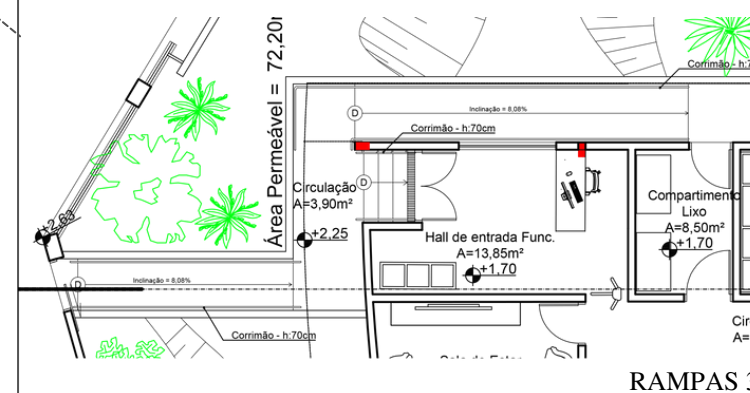 Área Permeável = 72,20
Corrimão - h:7
Inclinação = 8,08%
D
Corrimão - h:70cm
D
Circulação
A=3,90m²
+2,25
Compartimento
Lixo
A=8,50m²
+1,70
Hall de entrada Func.
A=13,85m²
+1,70
+2,63
D
Inclinação = 8,08%
Corrimão - h:70cm
Cir
A=
RAMPAS 3